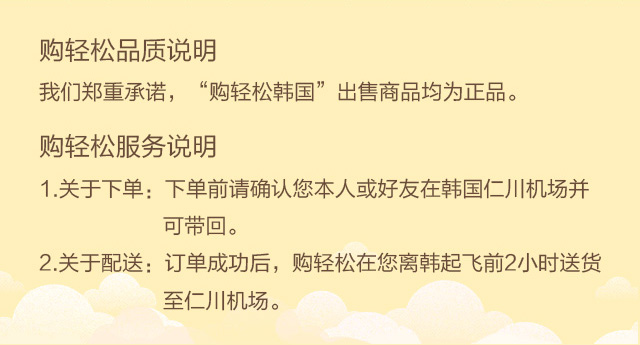 购轻松品质说明
我们郑重承诺，“购轻松韩国”出售商品均为正品。
购轻松服务说明
1.关于下单：下单前请确认您本人或好友在韩国仁川机场并
可带回。
2.关于配送：订单成功后，购轻松在您离韩起飞前2小时送货
至仁川机场。